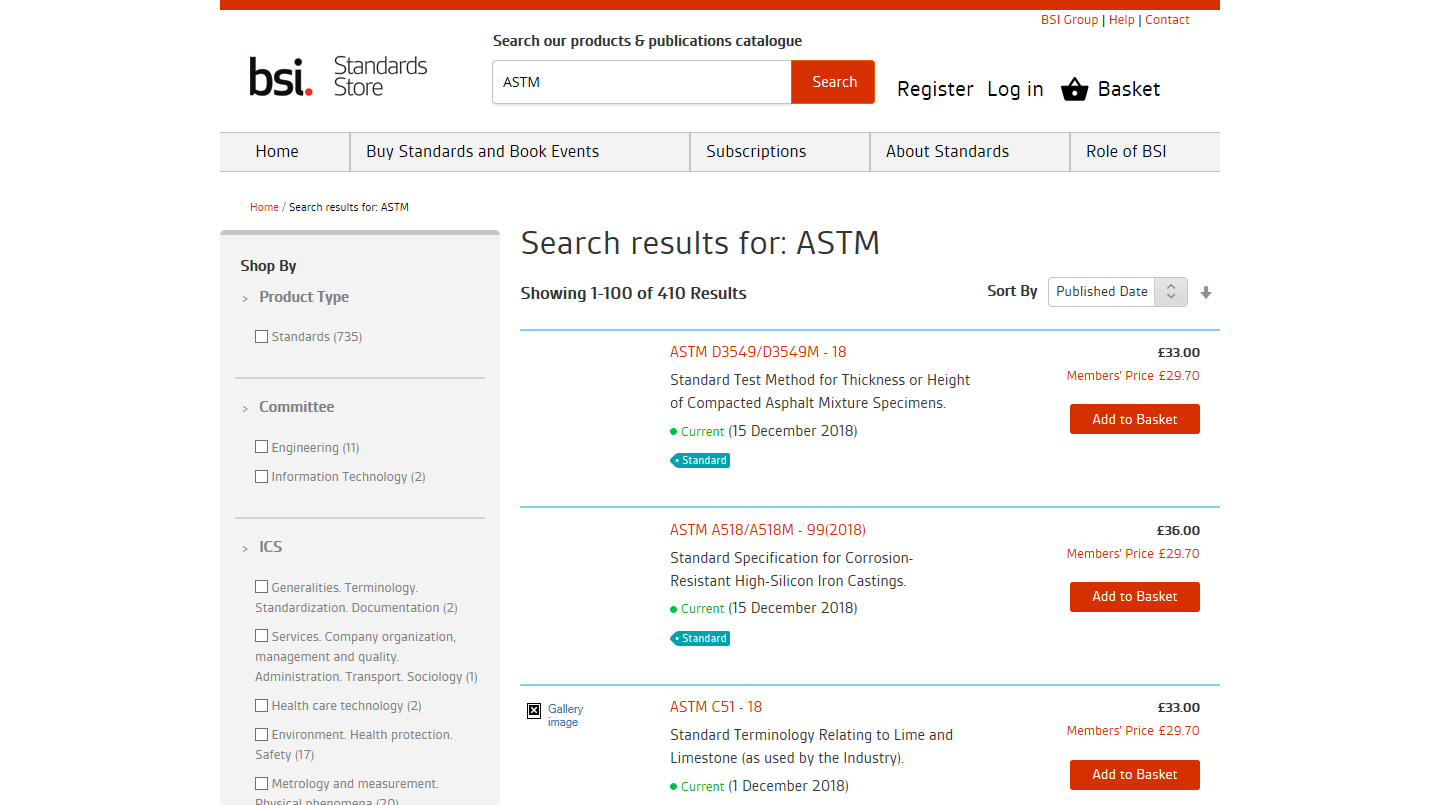 BSI Group | Help | Contact
Search our products & publications catalogue
bsi.
Standards
Store
ASTM
Search
Register
Log in
Basket
Home
Buy Standards and Book Events
Subscriptions
About Standards
Role of BSI
Home / Search results for: ASTM
Shop By
> Product Type
Standards (735)
> Committee
Engineering (11)
Information Technology (2)
> ICS
Generalities. Terminology.
Standardization. Documentation (2)
Services. Company organization,
management and quality.
Administration. Transport. Sociology (1)
Health care technology (2)
Environment. Health protection.
Safety (17)
Metrology and measurement.
Physical phenomena (20)
Search results for: ASTM
Showing 1-100 of 410 Results
Sort By
Published Date
ASTM D3549/D3549M - 18
£33.00
Standard Test Method for Thickness or Height
of Compacted Asphalt Mixture Specimens.
Members' Price £29.70
Current (15 December 2018)
Add to Basket
Standard
ASTM A518/A518M - 99(2018)
£36.00
Standard Specification for Corrosion-
Resistant High-Silicon Iron Castings.
Members' Price £29.70
Current (15 December 2018)
Add to Basket
Standard
Gallery
image
ASTM C51 - 18
£33.00
Standard Terminology Relating to Lime and
Limestone (as used by the Industry).
Members' Price £29.70
Current (1 December 2018)
Add to Basket